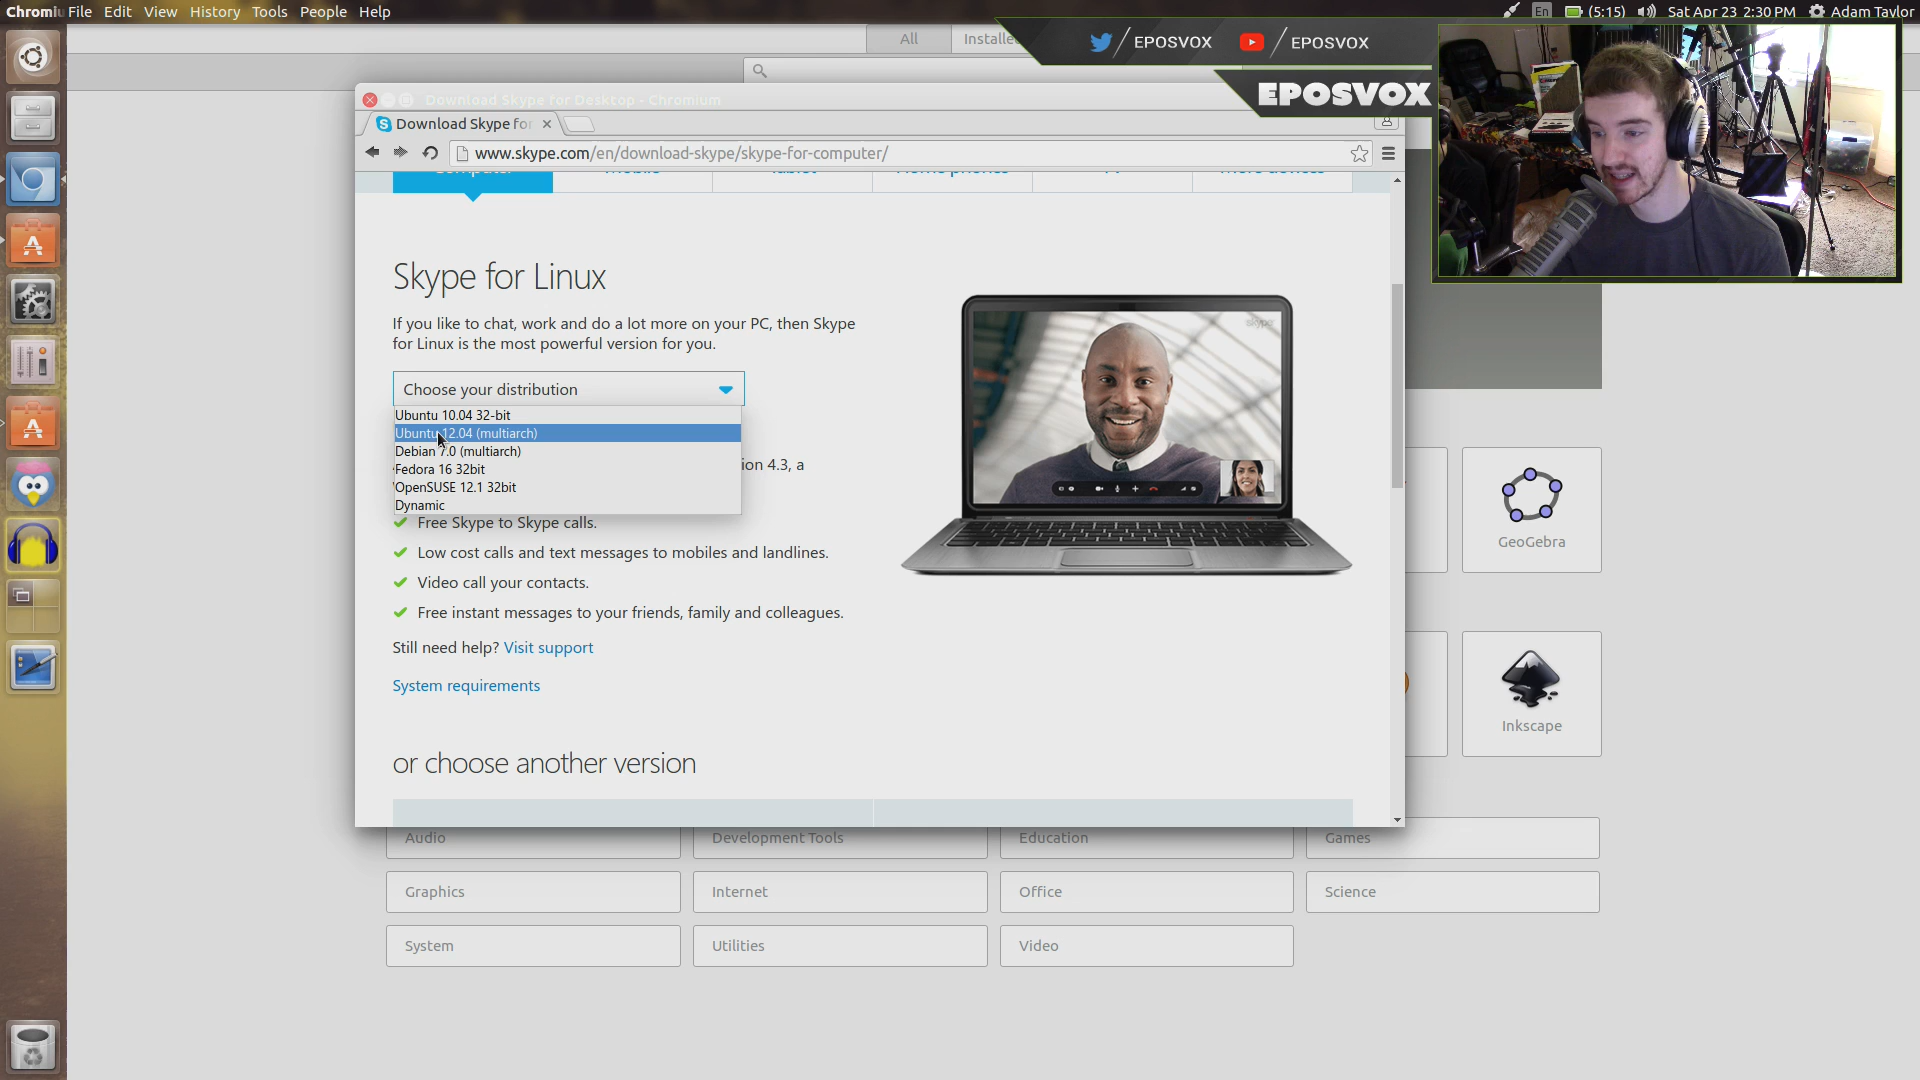 Chromi File Edit View History Tools People Help
En (5:15) Sat Apr 23 2:30 PM Adam Taylor
All
EPOSVOX
EPOSVOX
EPOSVOX
Download Skype for Desktop - Chromium
Download Skype for
www.skype.com/en/download-skype/skype-for-computer/
Skype for Linux
If you like to chat, work and do a lot more on your PC, then Skype
for Linux is the most powerful version for you.
Choose your distribution
Ubuntu 10.04 32-bit
Ubuntu 12.04 (multiarch)
Debian 7.0 (multiarch)
Fedora 16 32bit
OpenSUSE 12.1 32bit
Dynamic
ion 4.3, a
Free Skype to Skype calls.
Low cost calls and text messages to mobiles and landlines.
Video call your contacts.
Free instant messages to your friends, family and colleagues.
Still need help? Visit support
System requirements
or choose another version
skype
GeoGebra
Inkscape
Audio
Development Tools
Education
Games
Graphics
Internet
Office
Science
System
Utilities
Video